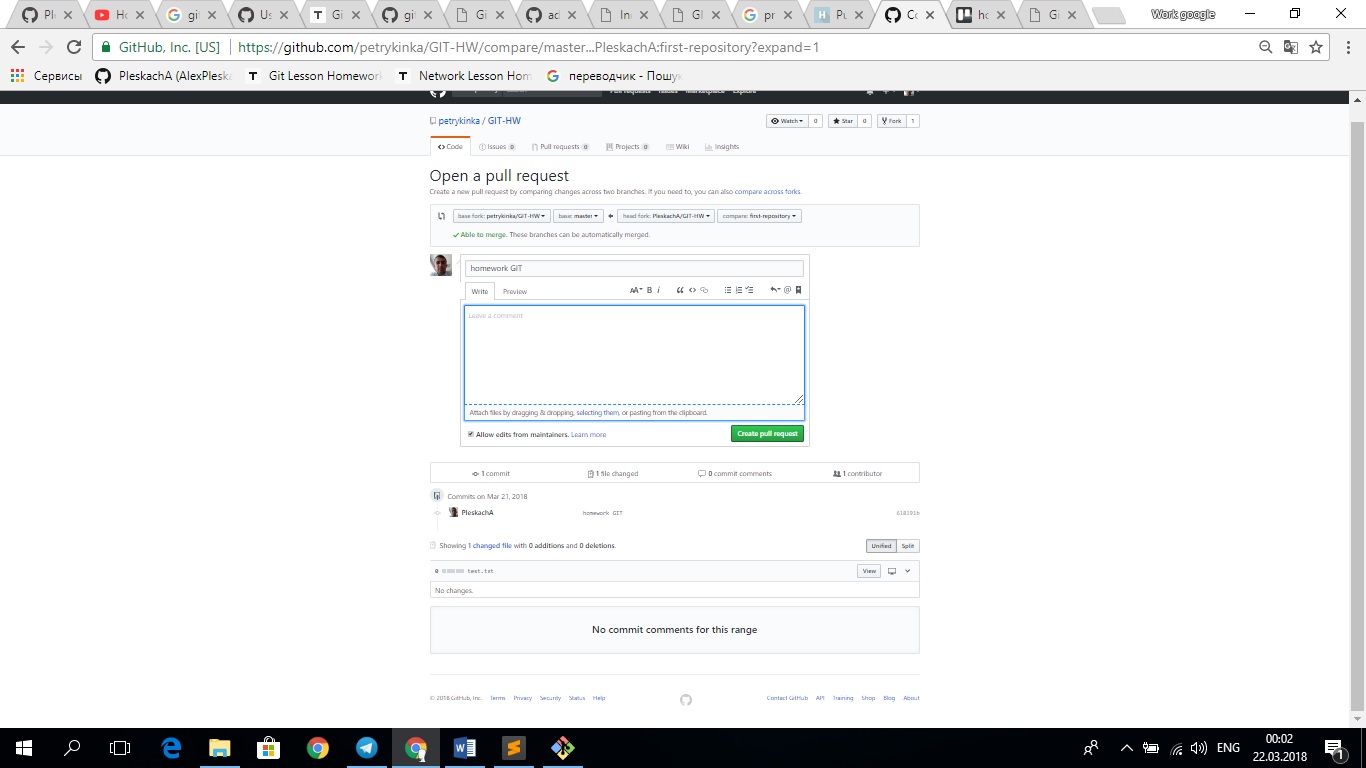 Pl
Ho
git
Us
Gi
git
Gi
ad
In
Gl
pr
Pu
Co
ho
Gi
Work google
GitHub, Inc. [US] | https://github.com/petrykinka/GIT-HW/compare/master...PleskachA:first-repository?expand=1
Сервисы PleskachA (AlexPleska Git Lesson Homework Network Lesson Hom переводчик - Пошук
petrykinka / GIT-HW Watch 0 Star 0 Fork 1
Code Issues 0 Pull requests 0 Projects 0 Wiki Insights
Open a pull request
Create a new pull request by comparing changes across two branches. If you need to, you can also compare across forks.
base fork: petrykinka/GIT-HW base: master head fork: PleskachA/GIT-HW compare: first-repository
Able to merge. These branches can be automatically merged.
homework GIT
Write Preview AA B i
Leave a comment
Attach files by dragging & dropping, selecting them, or pasting from the clipboard.
Allow edits from maintainers. Learn more Create pull request
1 commit 1 file changed 0 commit comments 1 contributor
Commits on Mar 21, 2018
PleskachA homework GIT
Showing 1 changed file with 0 additions and 0 deletions. Unified Split
0 test.txt View
No changes.
No commit comments for this range
© 2018 GitHub, Inc. Terms Privacy Security Status Help Contact GitHub API Training Shop Blog About
ENG 00:02
22.03.2018 1